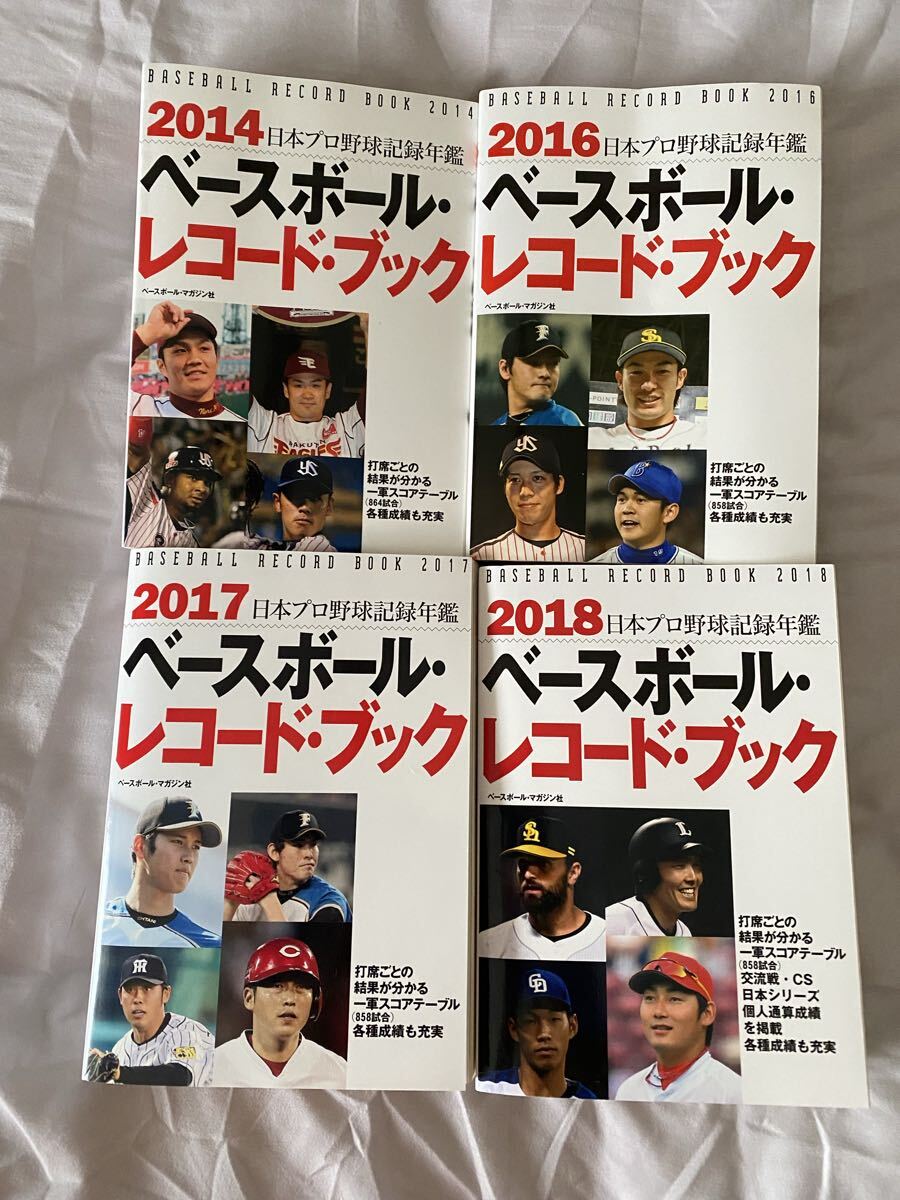 BASEBALL RECORD BOOK 2014
2014日本プロ野球記録年鑑
ベースボール・
レコード・ブック
ベースボール・マガジン社
打席ごとの
結果が分かる
一軍スコアテーブル
(864試合)
各種成績も充実
BASEBALL RECORD BOOK 2016
2016日本プロ野球記録年鑑
ベースボール・
レコード・ブック
ベースボール・マガジン社
打席ごとの
結果が分かる
一軍スコアテーブル
(858試合)
各種成績も充実
BASEBALL RECORD BOOK 2017
2017日本プロ野球記録年鑑
ベースボール・
レコード・ブック
ベースボール・マガジン社
OHTANI
打席ごとの
結果が分かる
一軍スコアテーブル
(858試合)
各種成績も充実
BASEBALL RECORD BOOK 2018
2018日本プロ野球記録年鑑
ベースボール・
レコード・ブック
ベースボール・マガジン社
打席ごとの
結果が分かる
一軍スコアテーブル
(858試合)
交流戦・CS
日本シリーズ
個人通算成績
を掲載
各種成績も充実